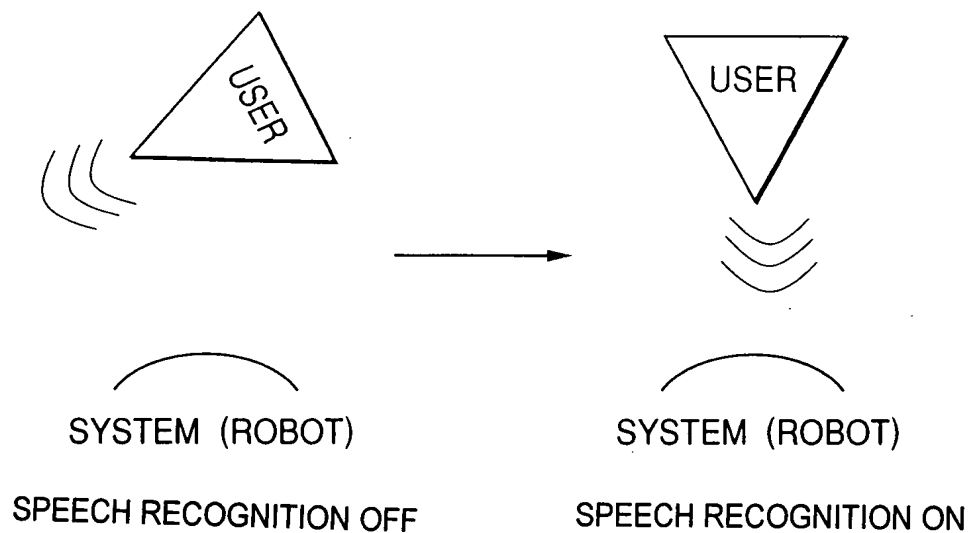 USER
USER
SYSTEM (ROBOT)
SYSTEM (ROBOT)
SPEECH RECOGNITION OFF
SPEECH RECOGNITION ON